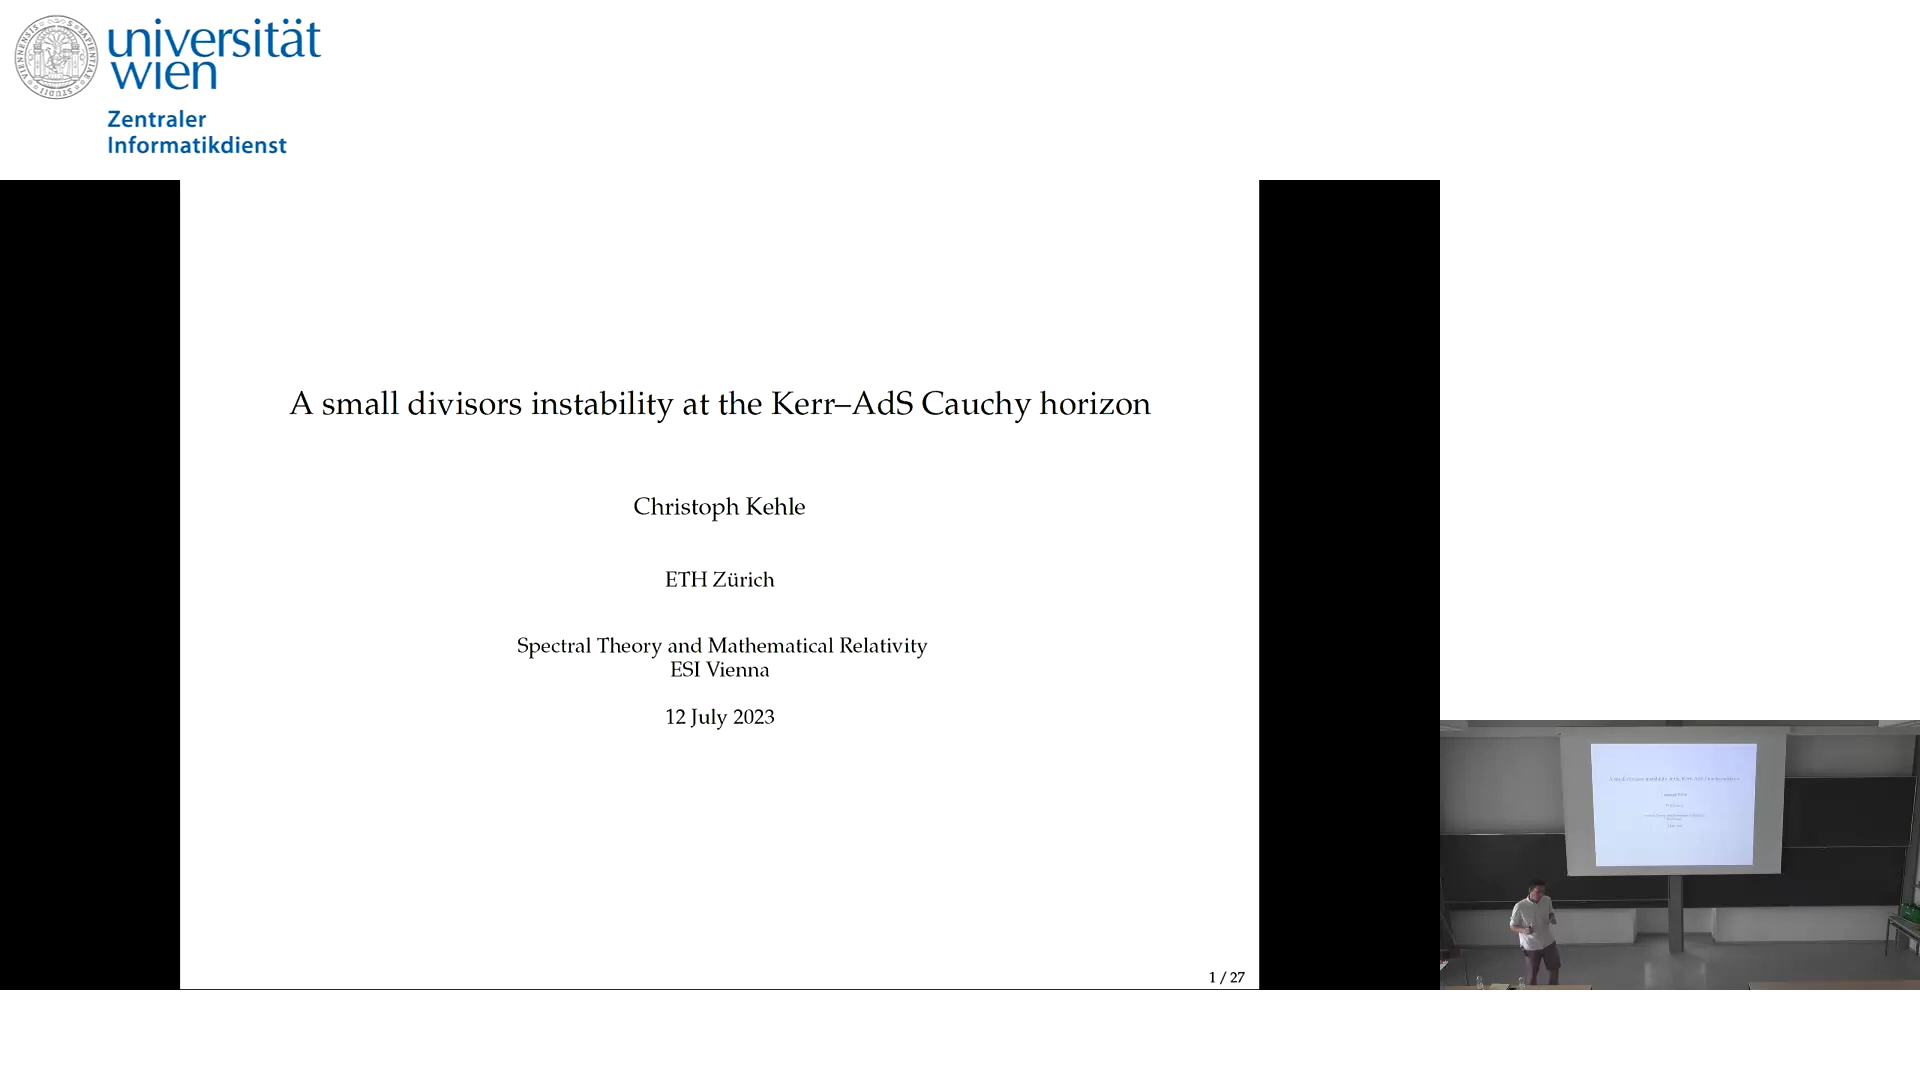 universität
wien
Zentraler
Informatikdienst
A small divisors instability at the Kerr–AdS Cauchy horizon
Christoph Kehle
ETH Zürich
Spectral Theory and Mathematical Relativity
ESI Vienna
12 July 2023
1 / 27